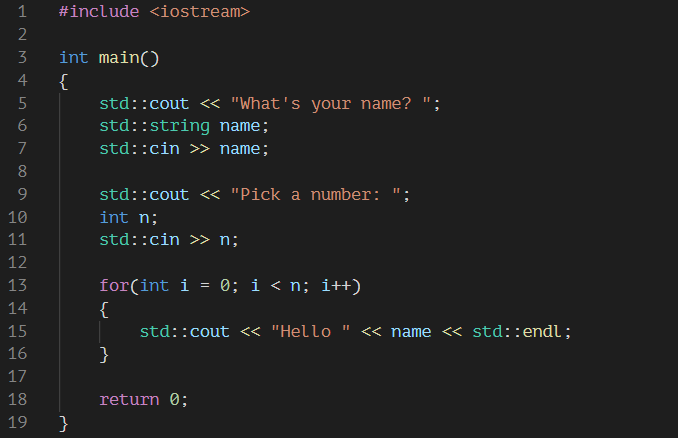 1 #include <iostream>
2
3 int main()
4 {
5     std::cout << "What's your name? ";
6     std::string name;
7     std::cin >> name;
8
9     std::cout << "Pick a number: ";
10     int n;
11     std::cin >> n;
12
13     for(int i = 0; i < n; i++)
14     {
15         std::cout << "Hello " << name << std::endl;
16     }
17
18     return 0;
19 }